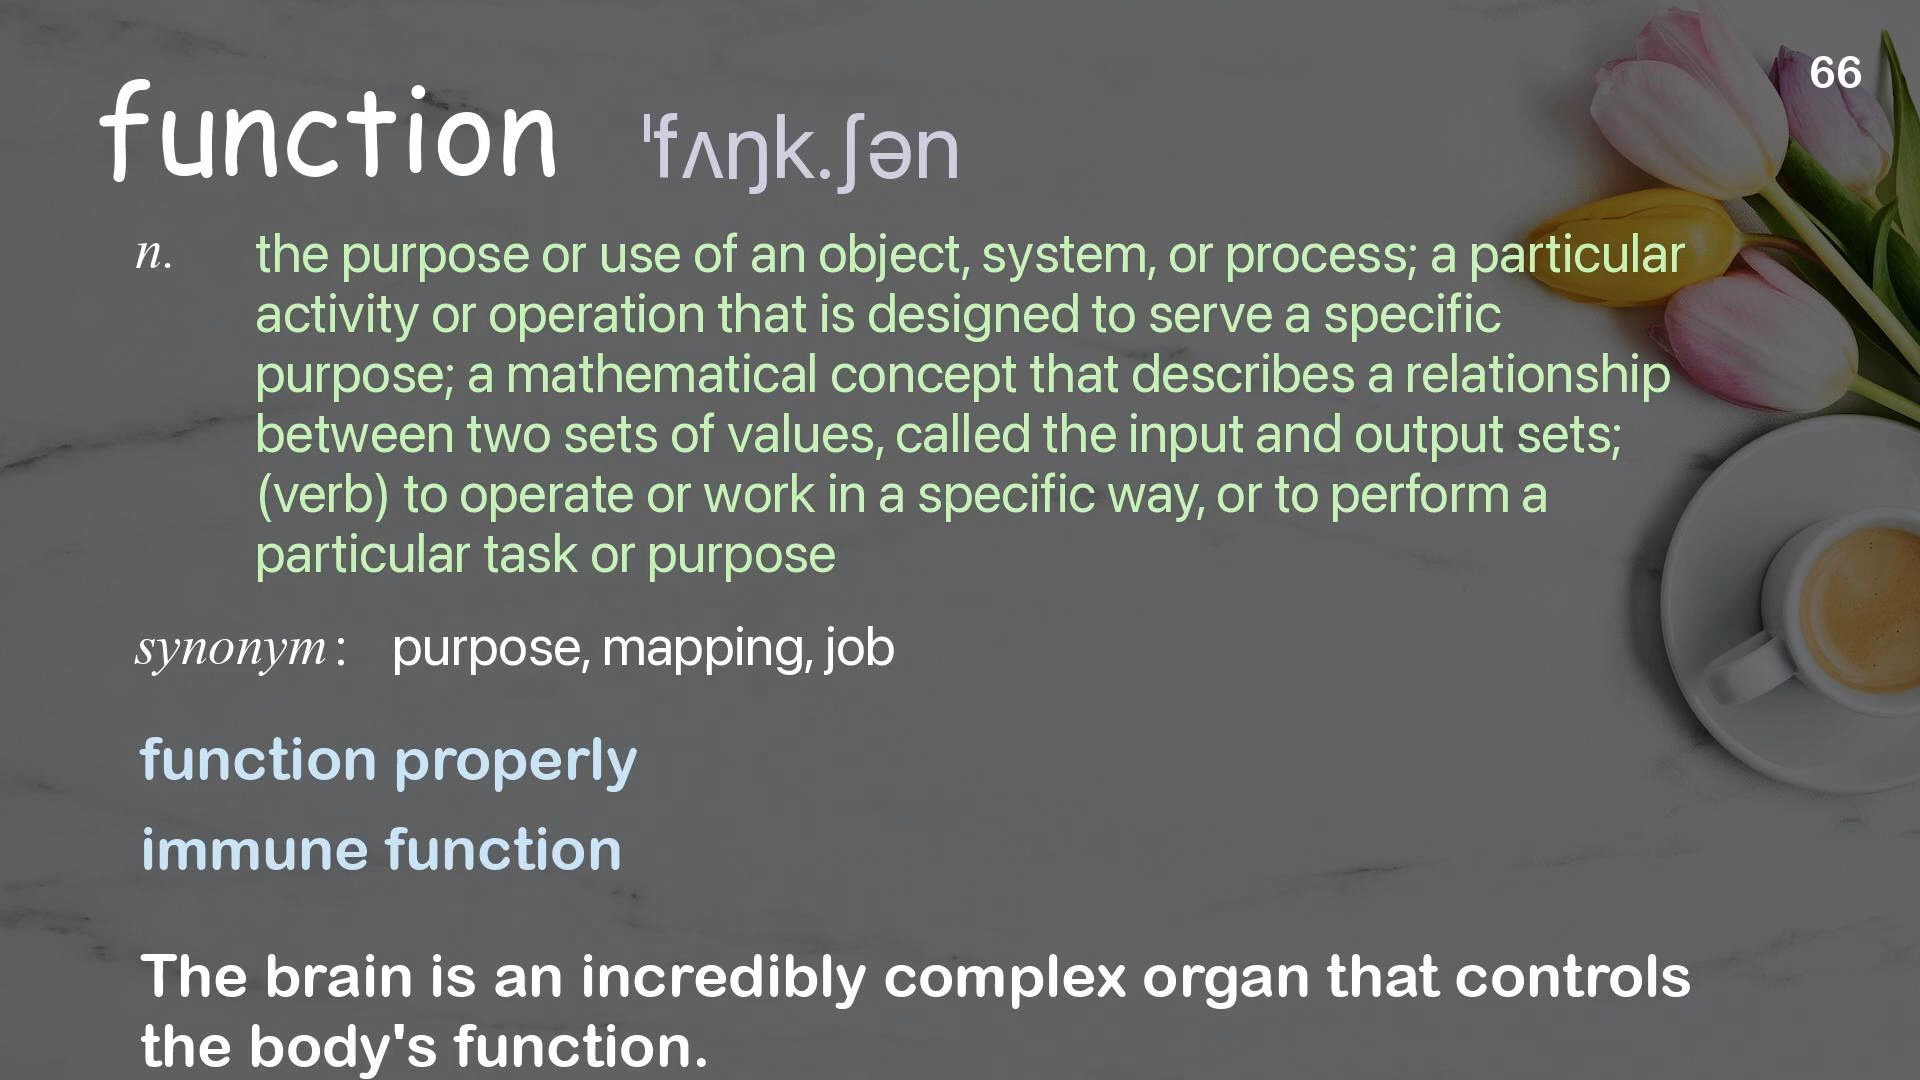 66
function ˈfʌŋk.ʃən
n. the purpose or use of an object, system, or process; a particular
activity or operation that is designed to serve a specific
purpose; a mathematical concept that describes a relationship
between two sets of values, called the input and output sets;
(verb) to operate or work in a specific way, or to perform a
particular task or purpose
synonym: purpose, mapping, job
function properly
immune function
The brain is an incredibly complex organ that controls
the body's function.